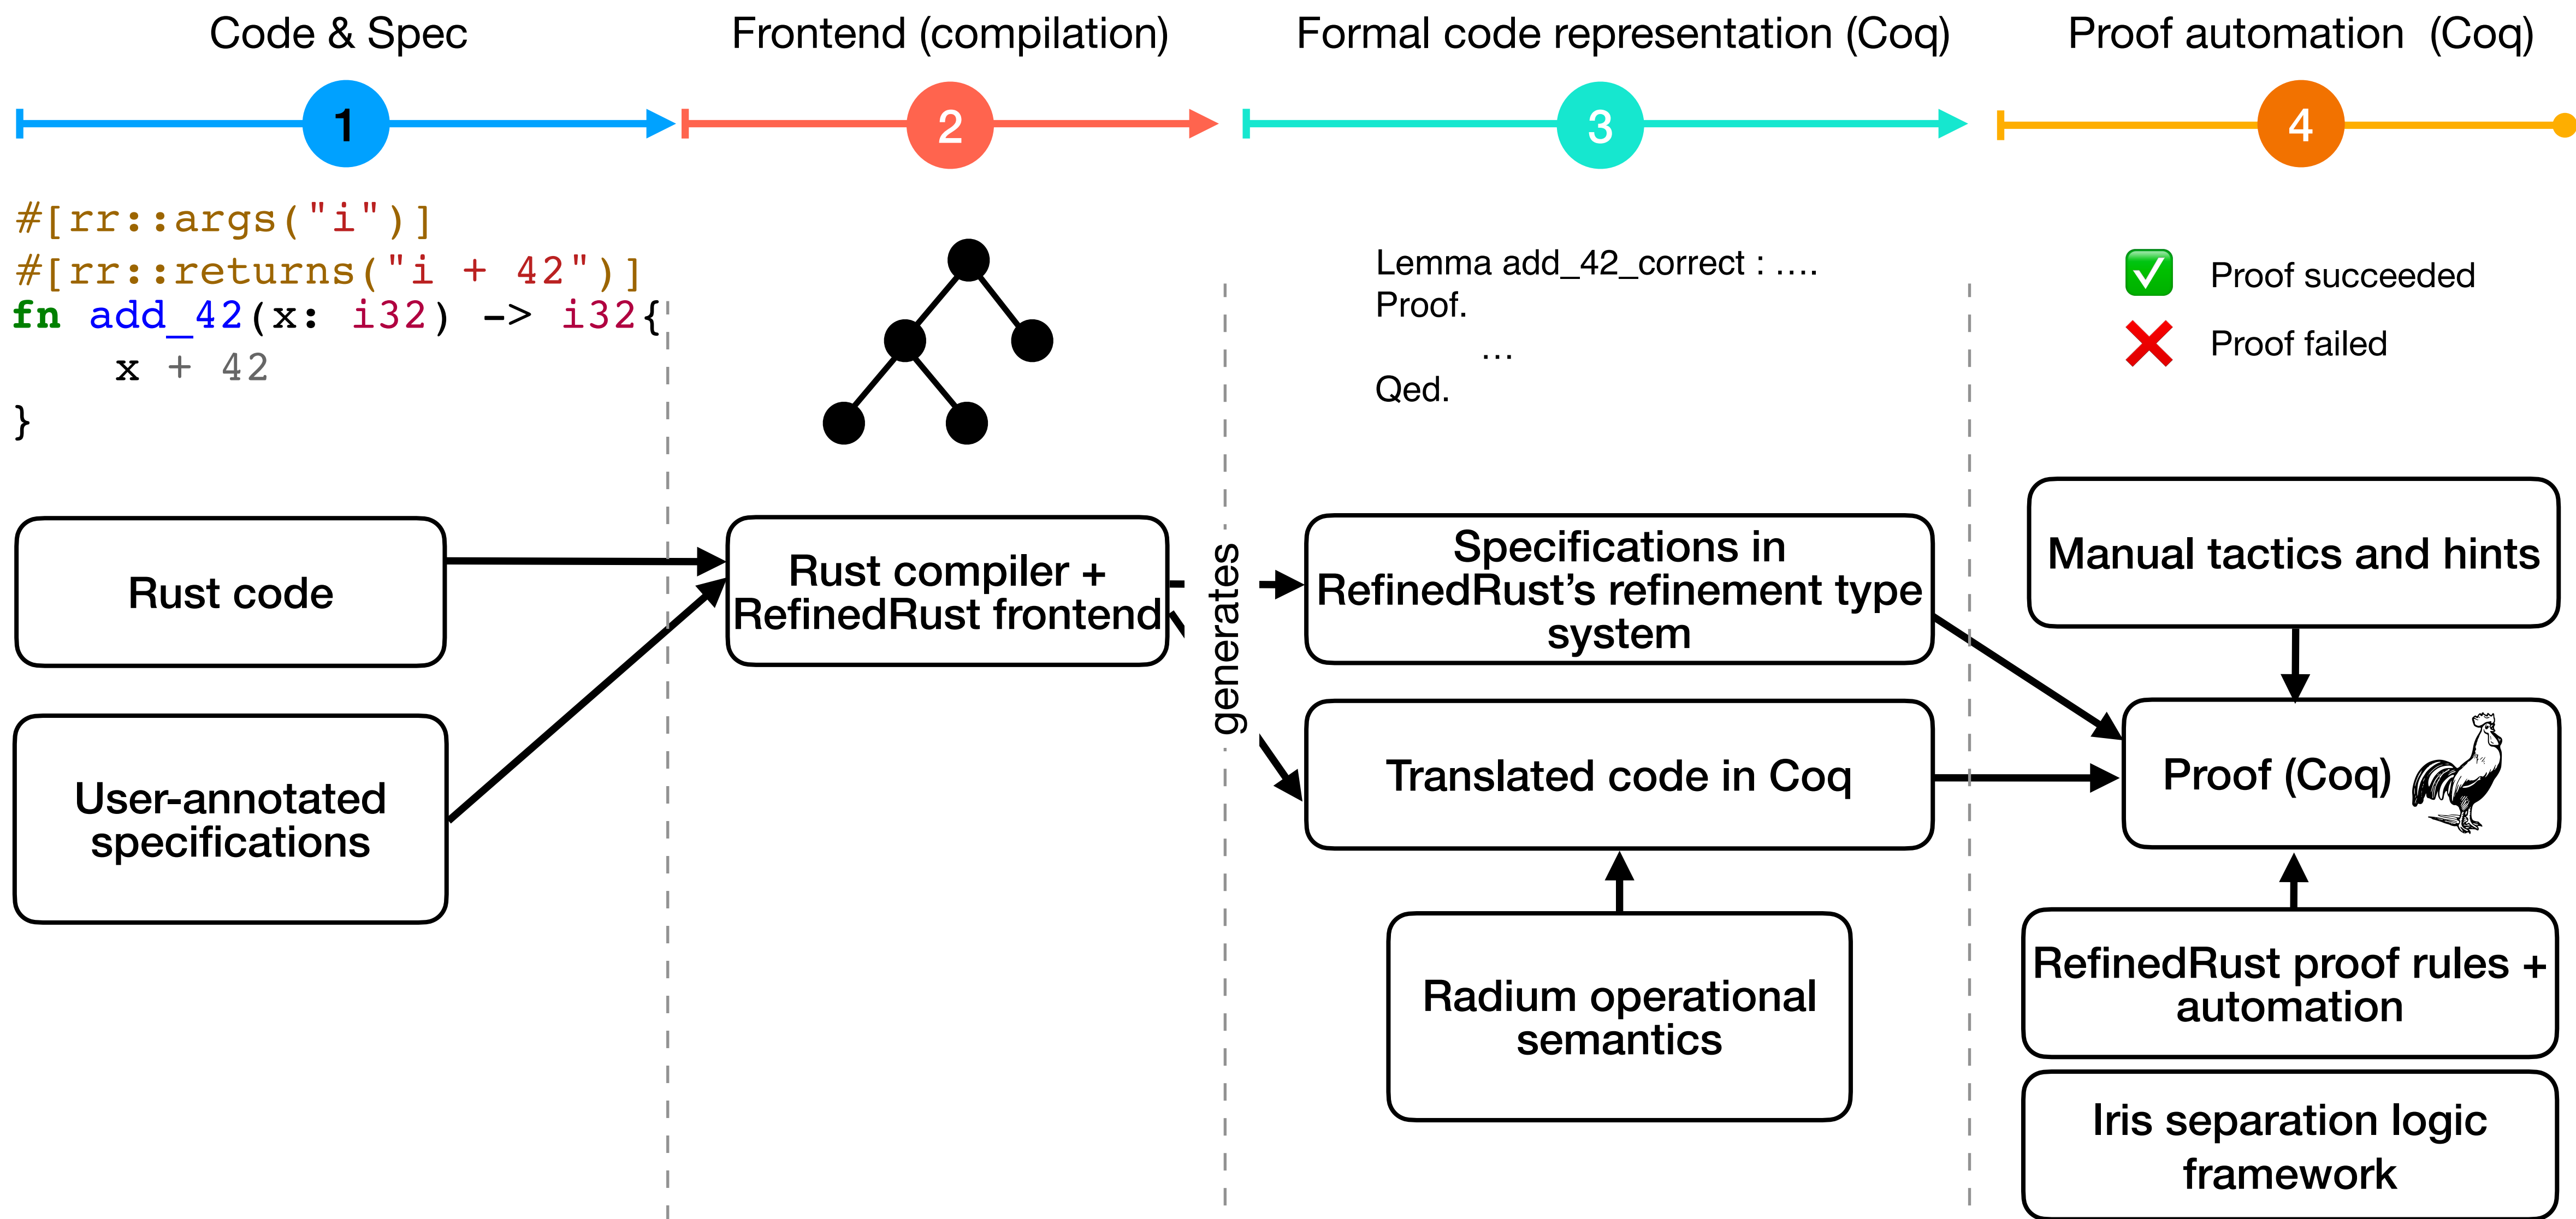 Code & Spec
Frontend (compilation)
Formal code representation (Coq)
Proof automation (Coq)
1
2
3
4
#[rr::args("i")]
#[rr::returns("i + 42")]
fn add_42(x: i32) -> i32{
x + 42
}
Lemma add_42_correct : ....
Proof.
...
Qed.
Proof succeeded
Proof failed
Rust code
User-annotated
specifications
Rust compiler +
RefinedRust frontend
generates
Specifications in
RefinedRust’s refinement type
system
Translated code in Coq
Radium operational
semantics
Manual tactics and hints
Proof (Coq)
RefinedRust proof rules +
automation
Iris separation logic
framework